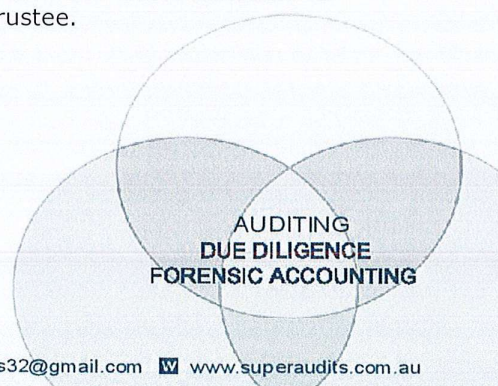 rustee.
AUDITING
DUE DILIGENCE
FORENSIC ACCOUNTING
s32@gmail.com W www.superaudits.com.au